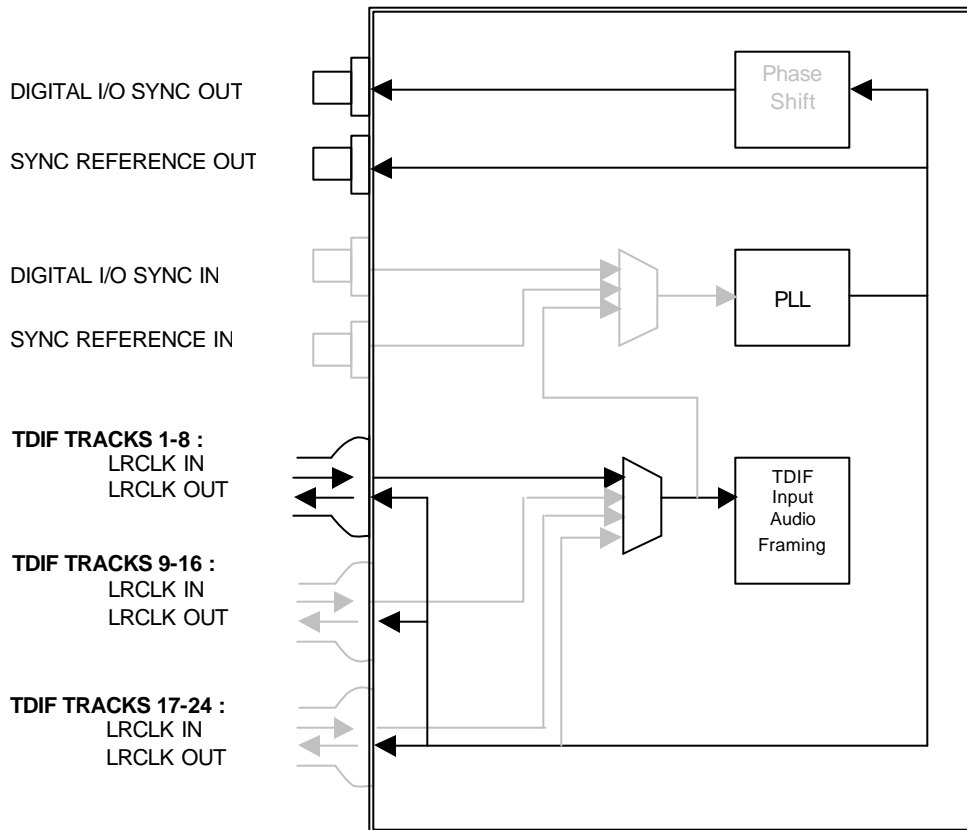 DIGITAL I/O SYNC OUT
Phase
Shift
SYNC REFERENCE OUT
DIGITAL I/O SYNC IN
PLL
SYNC REFERENCE IN
TDIF TRACKS 1-8 :
LRCLK IN
LRCLK OUT
TDIF
Input
Audio
Framing
TDIF TRACKS 9-16 :
LRCLK IN
LRCLK OUT
TDIF TRACKS 17-24 :
LRCLK IN
LRCLK OUT